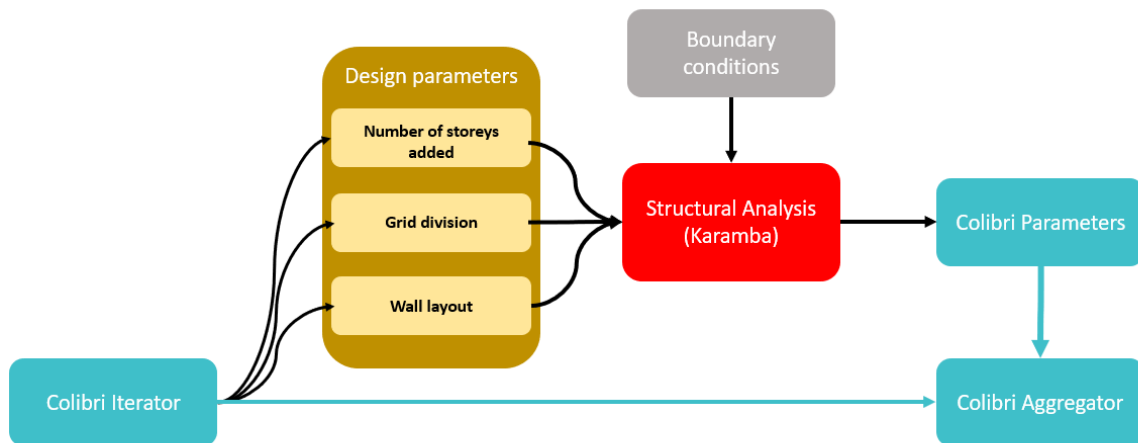 Boundary
conditions
Design parameters
Number of storeys
added
Grid division
Wall layout
Structural Analysis
(Karamba)
Colibri Parameters
Colibri Iterator
Colibri Aggregator